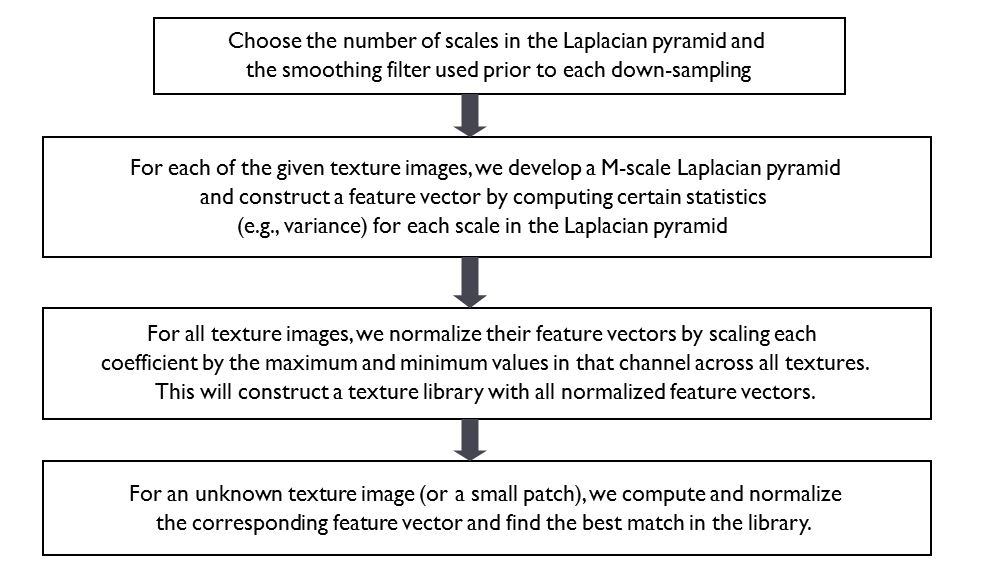 Choose the number of scales in the Laplacian pyramid and
the smoothing filter used prior to each down-sampling
For each of the given texture images, we develop a M-scale Laplacian pyramid
and construct a feature vector by computing certain statistics
(e.g., variance) for each scale in the Laplacian pyramid
For all texture images, we normalize their feature vectors by scaling each
coefficient by the maximum and minimum values in that channel across all textures.
This will construct a texture library with all normalized feature vectors.
For an unknown texture image (or a small patch), we compute and normalize
the corresponding feature vector and find the best match in the library.